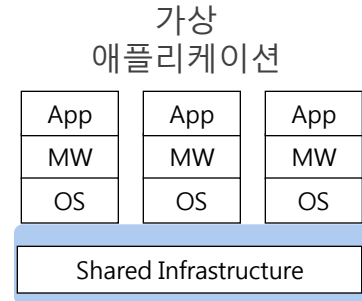 가상
애플리케이션
App App App
MW MW MW
OS OS OS
Shared Infrastructure